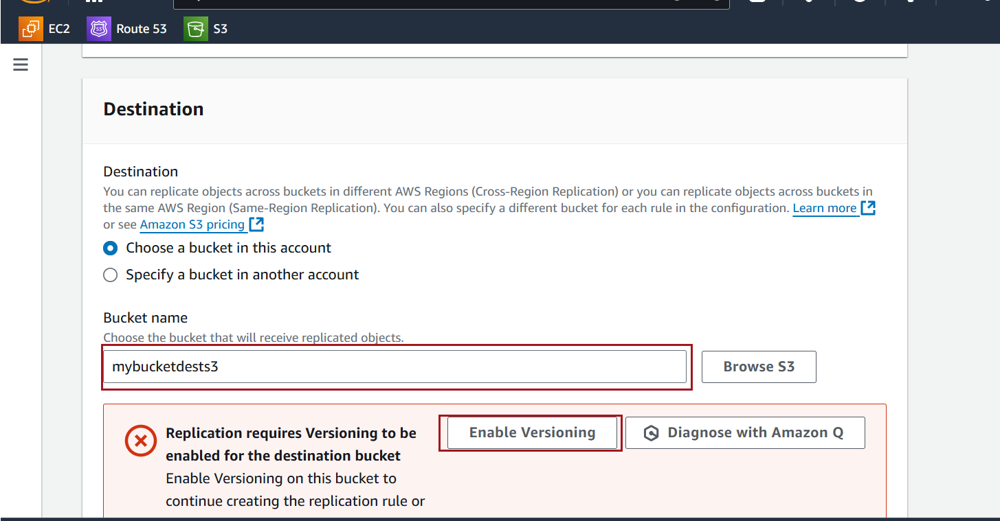 EC2 Route 53 S3
Destination
Destination
You can replicate objects across buckets in different AWS Regions (Cross-Region Replication) or you can replicate objects across buckets in
the same AWS Region (Same-Region Replication). You can also specify a different bucket for each rule in the configuration. Learn more
or see Amazon S3 pricing
Choose a bucket in this account
Specify a bucket in another account
Bucket name
Choose the bucket that will receive replicated objects.
mybucketdests3
Browse S3
Replication requires Versioning to be
enabled for the destination bucket
Enable Versioning on this bucket to
continue creating the replication rule or
Enable Versioning
Diagnose with Amazon Q